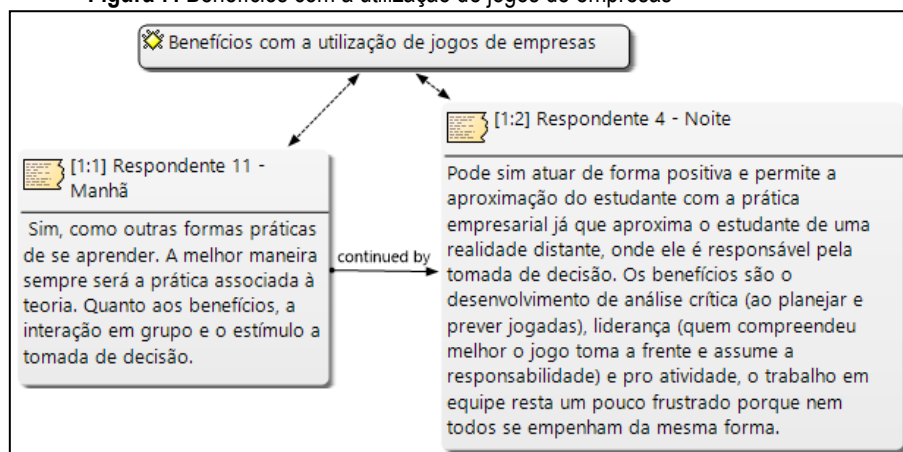 Figura 7: Benefícios com a utilização de jogos de empresas
Benefícios com a utilização de jogos de empresas
[1:1] Respondente 11 -
Manhã
Sim, como outras formas práticas
de se aprender. A melhor maneira
sempre será a prática associada à
teoria. Quanto aos benefícios, a
interação em grupo e o estímulo a
tomada de decisão.
continued by
[1:2] Respondente 4 - Noite
Pode sim atuar de forma positiva e permite a
aproximação do estudante com a prática
empresarial já que aproxima o estudante de uma
realidade distante, onde ele é responsável pela
tomada de decisão. Os benefícios são o
desenvolvimento de análise crítica (ao planejar e
prever jogadas), liderança (quem compreendeu
melhor o jogo toma a frente e assume a
responsabilidade) e pro atividade, o trabalho em
equipe resta um pouco frustrado porque nem
todos se empenham da mesma forma.